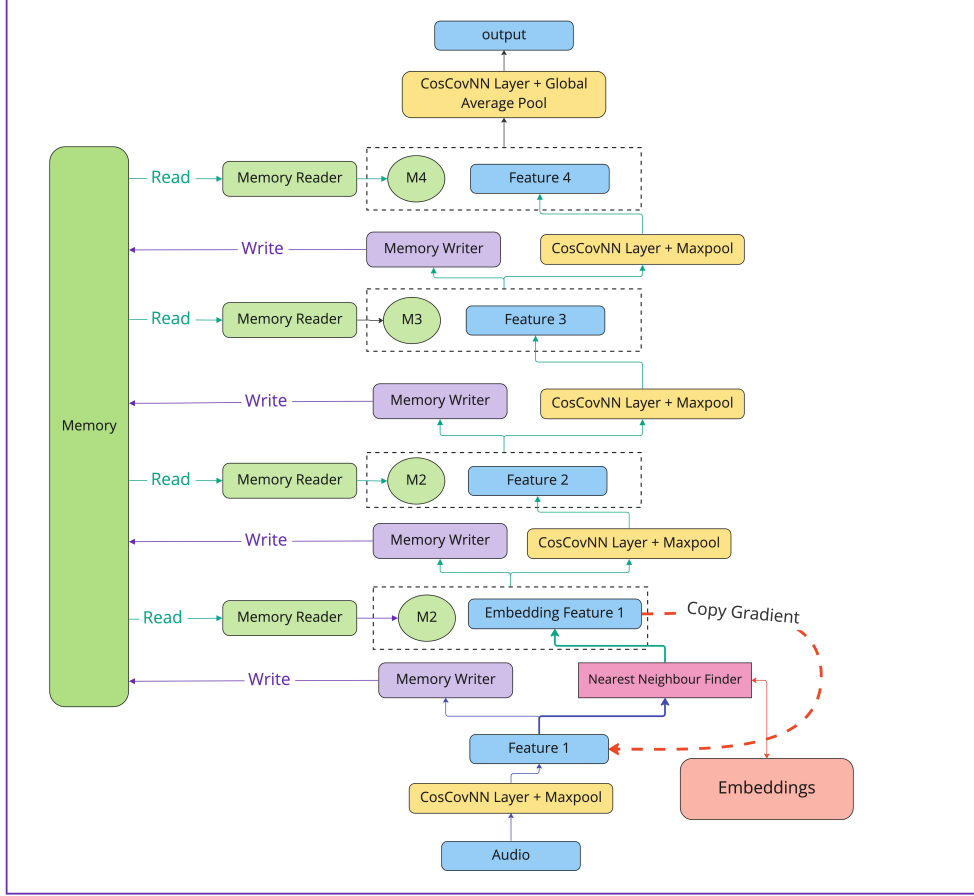 output
CosCovNN Layer + Global
Average Pool
Read
Memory Reader
M4
Feature 4
Write
Memory Writer
CosCovNN Layer + Maxpool
Read
Memory Reader
M3
Feature 3
Write
Memory Writer
CosCovNN Layer + Maxpool
Memory
Read
Memory Reader
M2
Feature 2
Write
Memory Writer
CosCovNN Layer + Maxpool
Read
Memory Reader
M2
Embedding Feature 1
Copy Gradient
Write
Memory Writer
Nearest Neighbour Finder
Feature 1
Embeddings
CosCovNN Layer + Maxpool
Audio